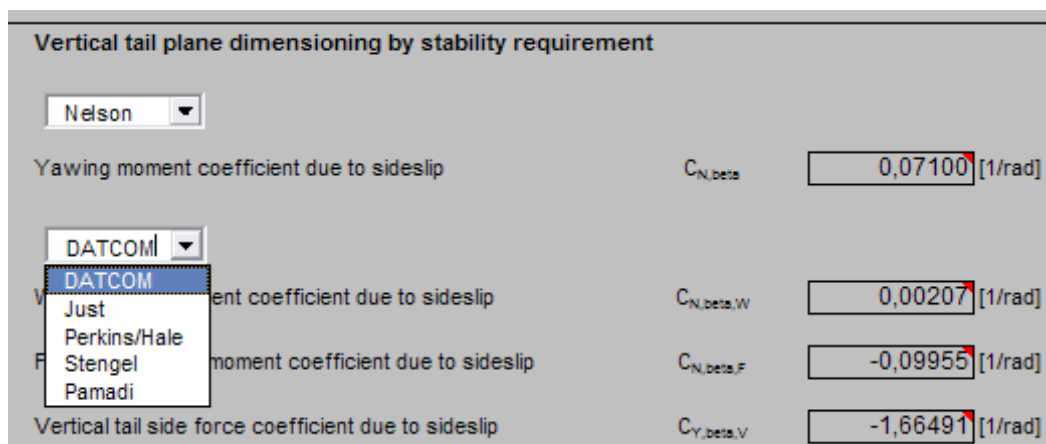 Vertical tail plane dimensioning by stability requirement
Nelson
Yawing moment coefficient due to sideslip C_N,beta 0,07100 [1/rad]
DATCOM
DATCOM
Just
ent coefficient due to sideslip C_N,beta,W 0,00207 [1/rad]
Perkins/Hale
Stengel
moment coefficient due to sideslip C_N,beta,F -0,09955 [1/rad]
Pamadi
Vertical tail side force coefficient due to sideslip C_Y,beta,V -1,66491 [1/rad]